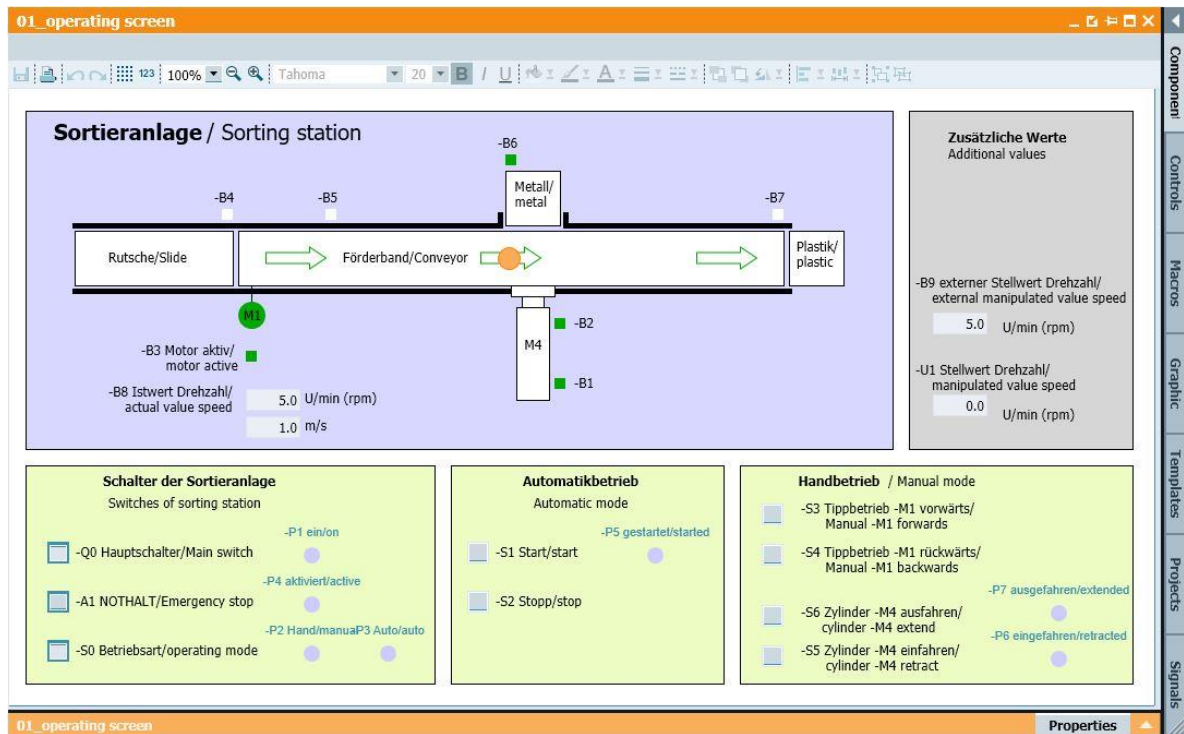 01_operating screen
123
100%
Tahoma
20
B
I
U
A
Component
Controls
Macros
Graphic
Templates
Projects
Signals
Sortieranlage / Sorting station
-B6
-B4
-B5
Metall/
metal
-B7
Rutsche/Slide
Förderband/Conveyor
Plastik/
plastic
M1
-B2
M4
-B3 Motor aktiv/
motor active
-B1
-B8 Istwert Drehzahl/
actual value speed
5.0 U/min (rpm)
1.0 m/s
Zusätzliche Werte
Additional values
-B9 externer Stellwert Drehzahl/
external manipulated value speed
5.0 U/min (rpm)
-U1 Stellwert Drehzahl/
manipulated value speed
0.0 U/min (rpm)
Schalter der Sortieranlage
Switches of sorting station
-P1 ein/on
-Q0 Hauptschalter/Main switch
-P4 aktiviert/active
-A1 NOTHALT/Emergency stop
-P2 Hand/manual
-P3 Auto/auto
-S0 Betriebsart/operating mode
Automatikbetrieb
Automatic mode
-P5 gestartet/started
-S1 Start/start
-S2 Stopp/stop
Handbetrieb / Manual mode
-S3 Tippbetrieb -M1 vorwärts/
Manual -M1 forwards
-S4 Tippbetrieb -M1 rückwärts/
Manual -M1 backwards
-P7 ausgefahren/extended
-S6 Zylinder -M4 ausfahren/
cylinder -M4 extend
-P6 eingefahren/retracted
-S5 Zylinder -M4 einfahren/
cylinder -M4 retract
01_operating screen
Properties